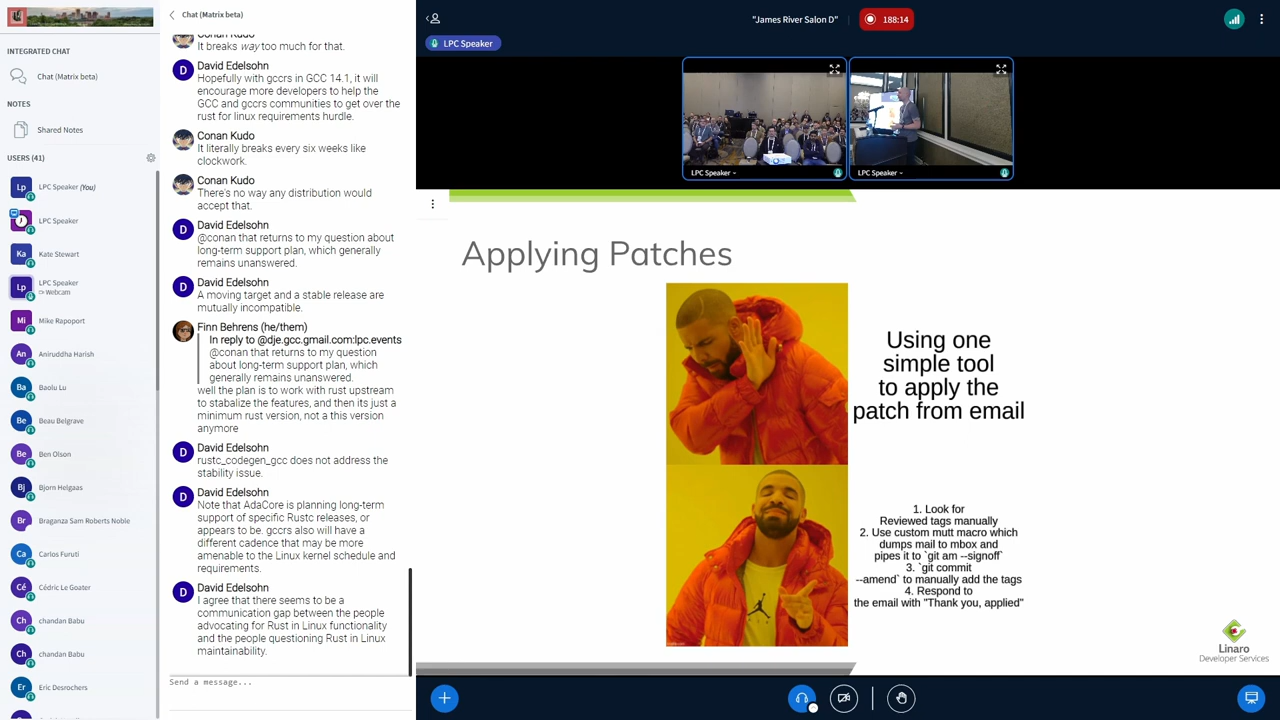 INTEGRATED CHAT
Chat (Matrix beta)
NOTES
Shared Notes
USERS (41)
Lp LPC Speaker (You)
LPC Speaker
Ka Kate Stewart
Lp LPC Speaker
Webcam
Mi Mike Rapoport
An Aniruddha Harish
Ba Baolu Lu
Be Beau Belgrave
Be Ben Olson
Bj Bjorn Helgaas
Br Braganza Sam Roberts Noble
Ca Carlos Furuti
Cé Cédric Le Goater
Ch chandan Babu
Ch chandan Babu
Er Eric Desrochers
Chat (Matrix beta)
Conan Kudo
It breaks way too much for that.
D David Edelsohn
Hopefully with gccrs in GCC 14.1, it will
encourage more developers to help the
GCC and gccrs communities to get over the
rust for linux requirements hurdle.
Conan Kudo
It literally breaks every six weeks like
clockwork.
Conan Kudo
There's no way any distribution would
accept that.
D David Edelsohn
@conan that returns to my question about
long-term support plan, which generally
remains unanswered.
D David Edelsohn
A moving target and a stable release are
mutually incompatible.
Finn Behrens (he/them)
In reply to @dje.gcc.gmail.com:lpc.events
@conan that returns to my question
about long-term support plan, which
generally remains unanswered.
well the plan is to work with rust upstream
to stabalize the features, and then its just a
minimum rust version, not a this version
anymore
D David Edelsohn
rustc_codegen_gcc does not address the
stability issue.
D David Edelsohn
Note that AdaCore is planning long-term
support of specific Rustc releases, or
appears to be. gccrs also will have a
different cadence that may be more
amenable to the Linux kernel schedule and
requirements.
D David Edelsohn
I agree that there seems to be a
communication gap between the people
advocating for Rust in Linux functionality
and the people questioning Rust in Linux
maintainability.
Send a message...
"James River Salon D"
188:14
LPC Speaker
LPC Speaker
LPC Speaker
Applying Patches
Using one
simple tool
to apply the
patch from email
1. Look for
Reviewed tags manually
2. Use custom mutt macro which
dumps mail to mbox and
pipes it to `git am --signoff`
3. `git commit
--amend` to manually add the tags
4. Respond to
the email with "Thank you, applied"
Linaro
Developer Services